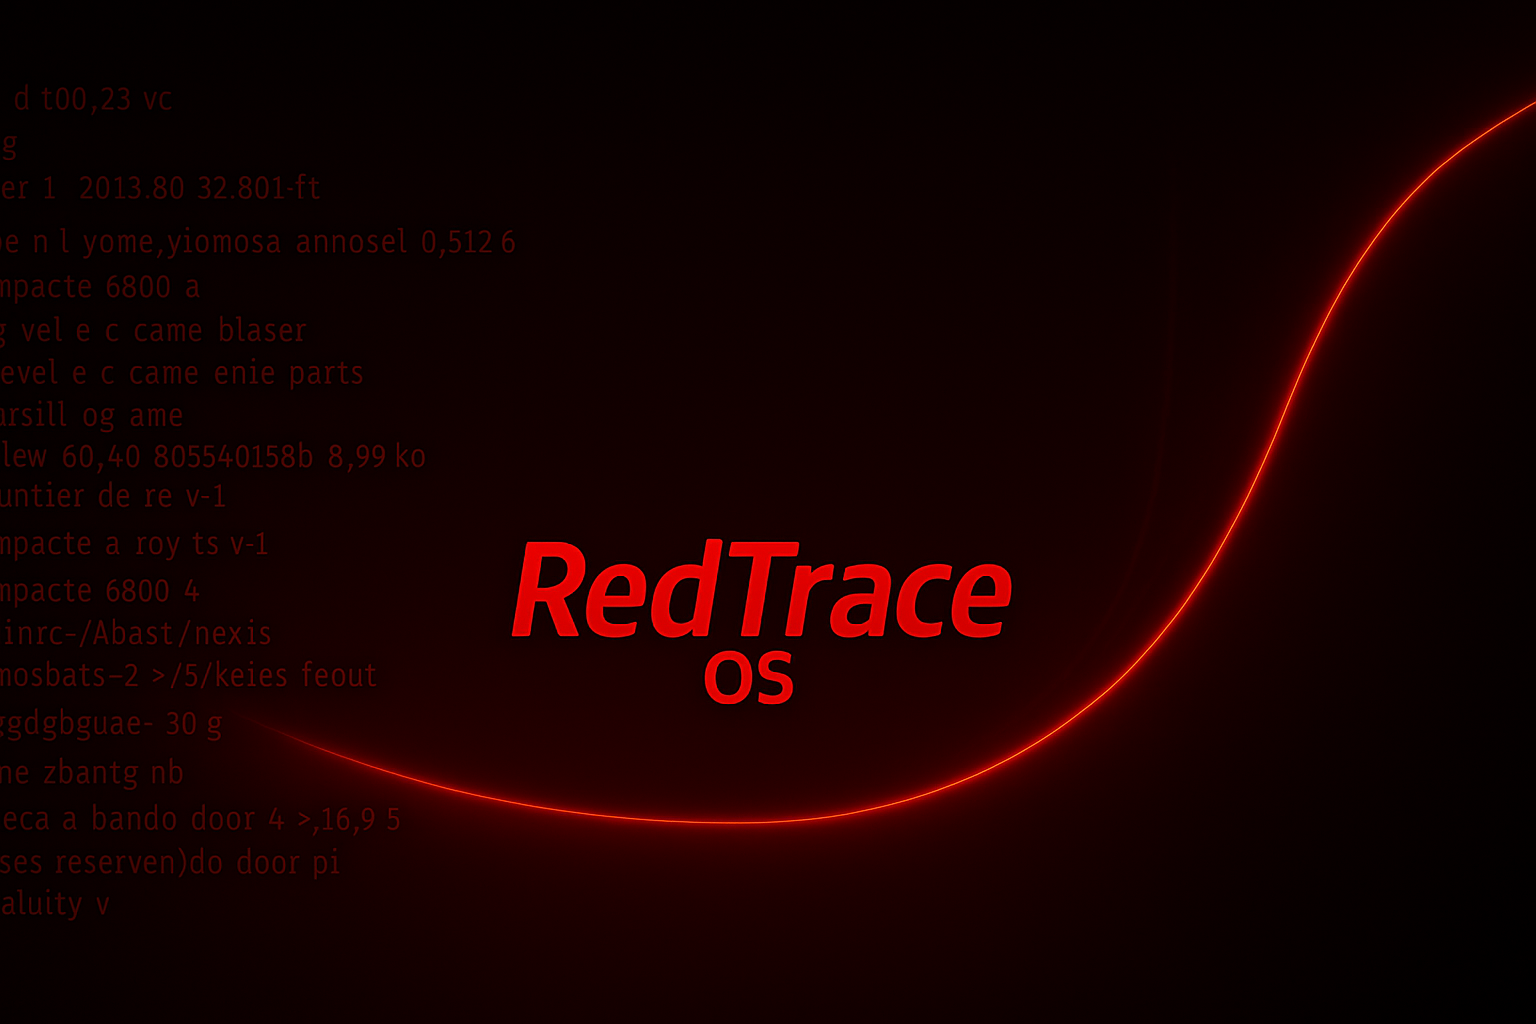 d t00,23 vc
g
er 1 2013.80 32.801-ft
pe n l yome,yiomosa annosel 0,512 6
mpacte 6800 a
g vel e c came blaser
evel e c came enie parts
ursill og ame
lew 60,40 805540158b 8,99 ko
untier de re v-1
mpacte a roy ts v-1
mpacte 6800 4
inrc-/Abast/nexis
mosbats-2 >/5/keies feout
ggdgbguae- 30 g
ne zbantg nb
eca a bando door 4 >,16,9 5
ses reserven)do door pi
aluity v
RedTrace
OS